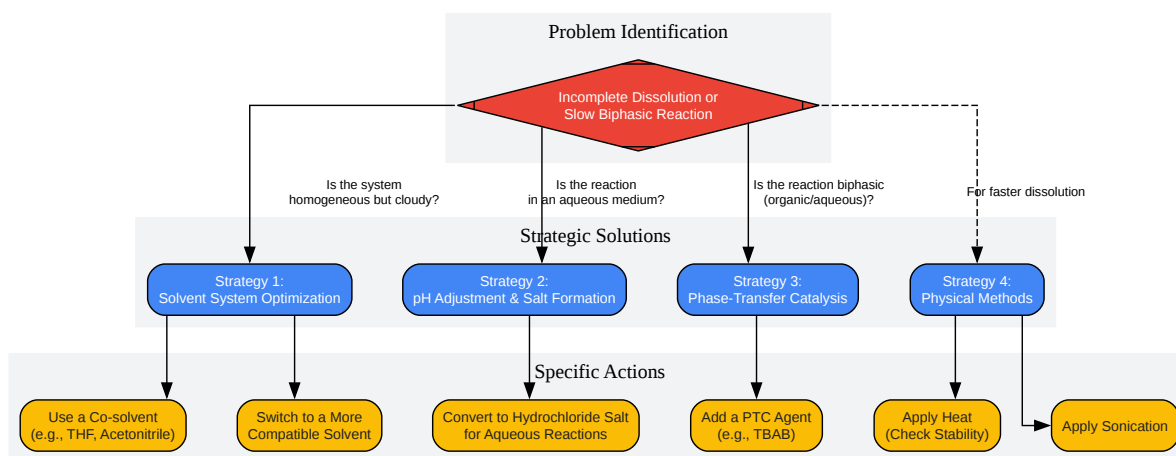 Problem Identification
Incomplete Dissolution or
Slow Biphasic Reaction
Is the system
homogeneous but cloudy?
Is the reaction
in an aqueous medium?
Is the reaction biphasic
(organic/aqueous)?
For faster dissolution
Strategic Solutions
Strategy 1:
Solvent System Optimization
Strategy 2:
pH Adjustment & Salt Formation
Strategy 3:
Phase-Transfer Catalysis
Strategy 4:
Physical Methods
Specific Actions
Use a Co-solvent
(e.g., THF, Acetonitrile)
Switch to a More
Compatible Solvent
Convert to Hydrochloride Salt
for Aqueous Reactions
Add a PTC Agent
(e.g., TBAB)
Apply Heat
(Check Stability)
Apply Sonication